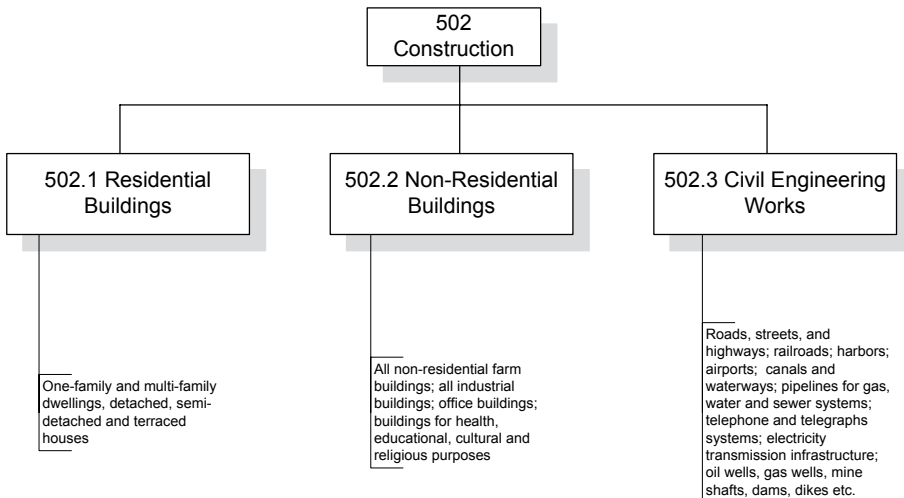 502
Construction
502.1 Residential
Buildings
502.2 Non-Residential
Buildings
502.3 Civil Engineering
Works
One-family and multi-family
dwellings, detached, semi-
detached and terraced
houses
All non-residential farm
buildings; all industrial
buildings; office buildings;
buildings for health,
educational, cultural and
religious purposes
Roads, streets, and
highways; railroads; harbors;
airports;  canals and
waterways; pipelines for gas,
water and sewer systems;
telephone and telegraphs
systems; electricity
transmission infrastructure;
oil wells, gas wells, mine
shafts, dams, dikes etc.